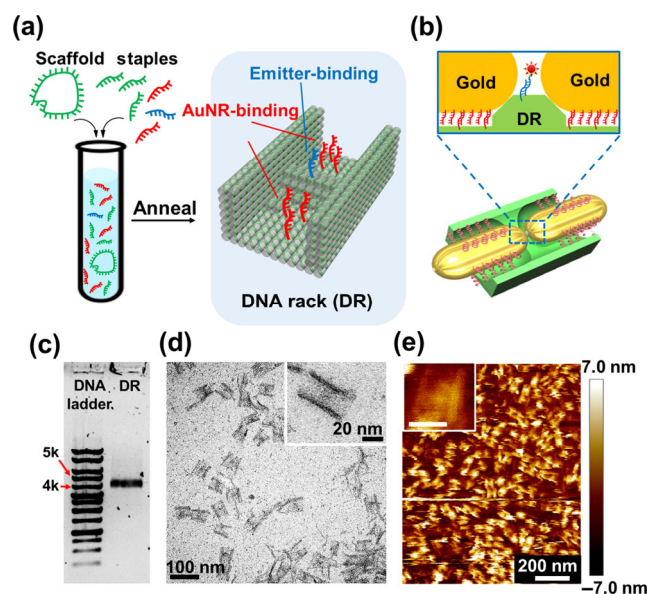 (a)
Scaffold staples
Anneal
Emitter-binding
AuNR-binding
DNA rack (DR)
(b)
Gold
Gold
DR
(c)
DNA
ladder
DR
5k
4k
(d)
20 nm
100 nm
(e)
7.0 nm
200 nm
−7.0 nm